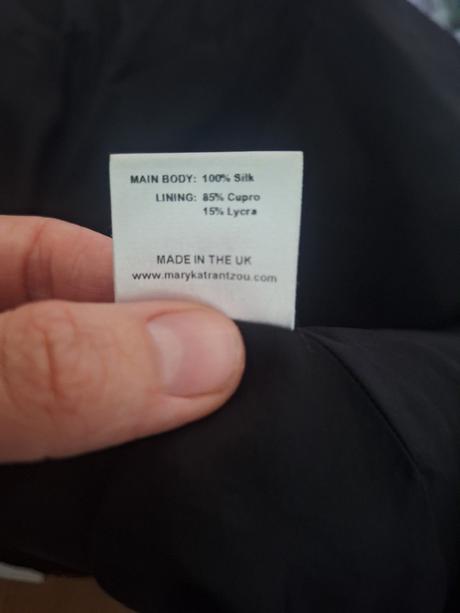 MAIN BODY: 100% Silk
LINING: 85% Cupro
15% Lycra
MADE IN THE UK
www.marykatrantzou.com